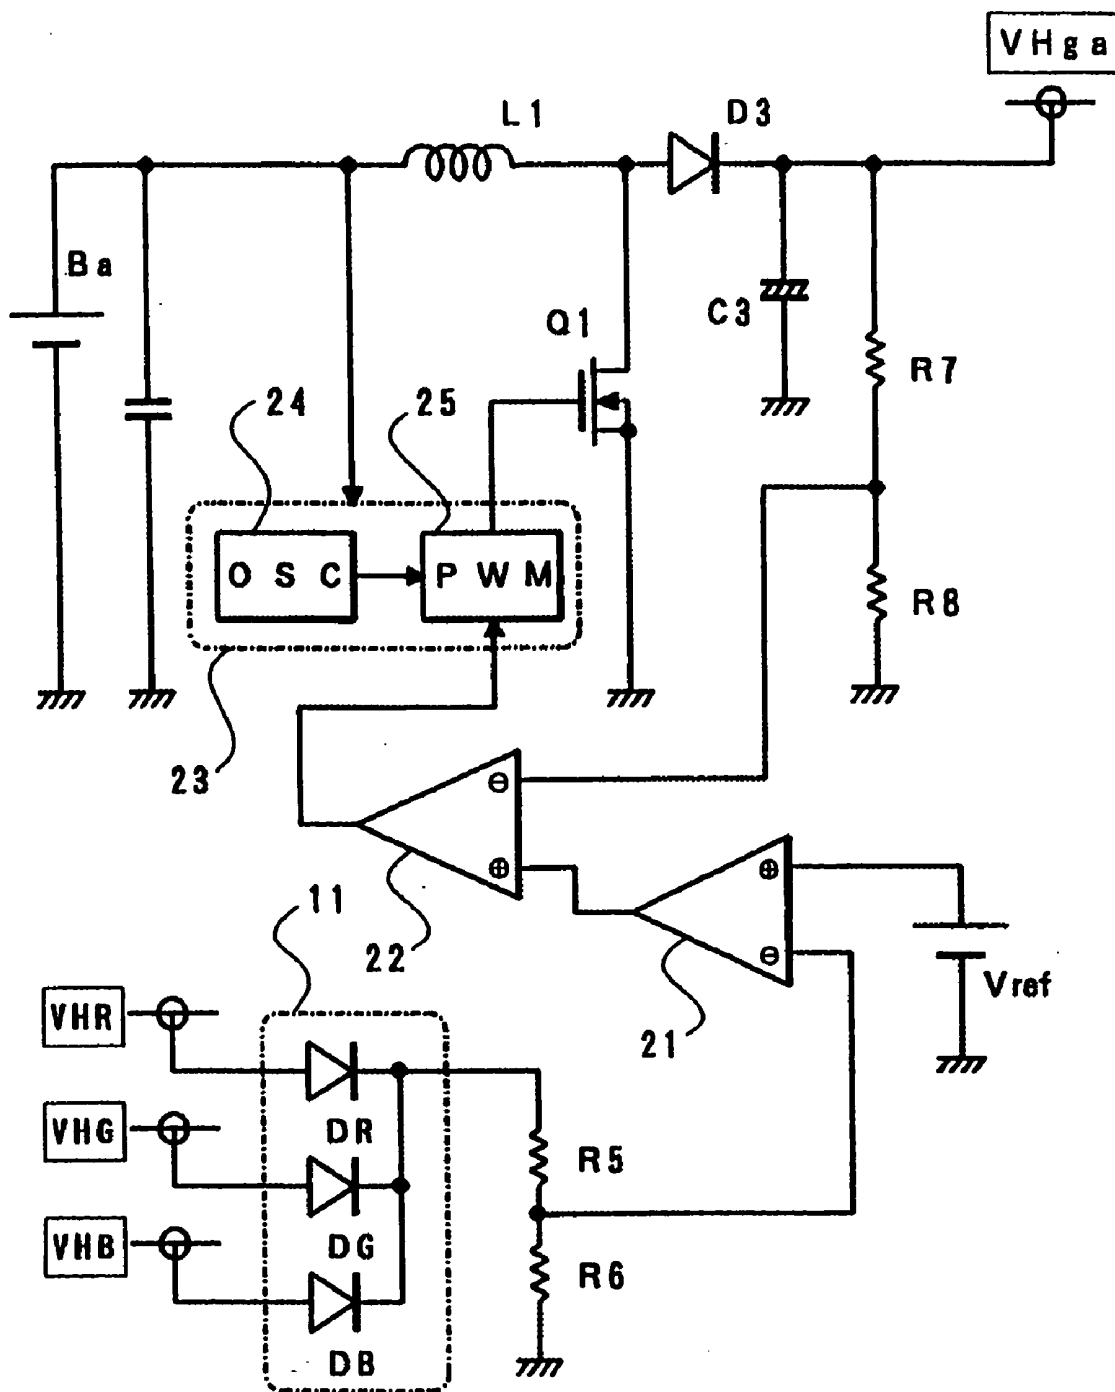 VHga
L1
D3
Ba
C3
Q1
R7
24
25
OSC
PWM
R8
23
22
11
Vref
21
VHR
DR
VHG
R5
DG
VHB
R6
DB